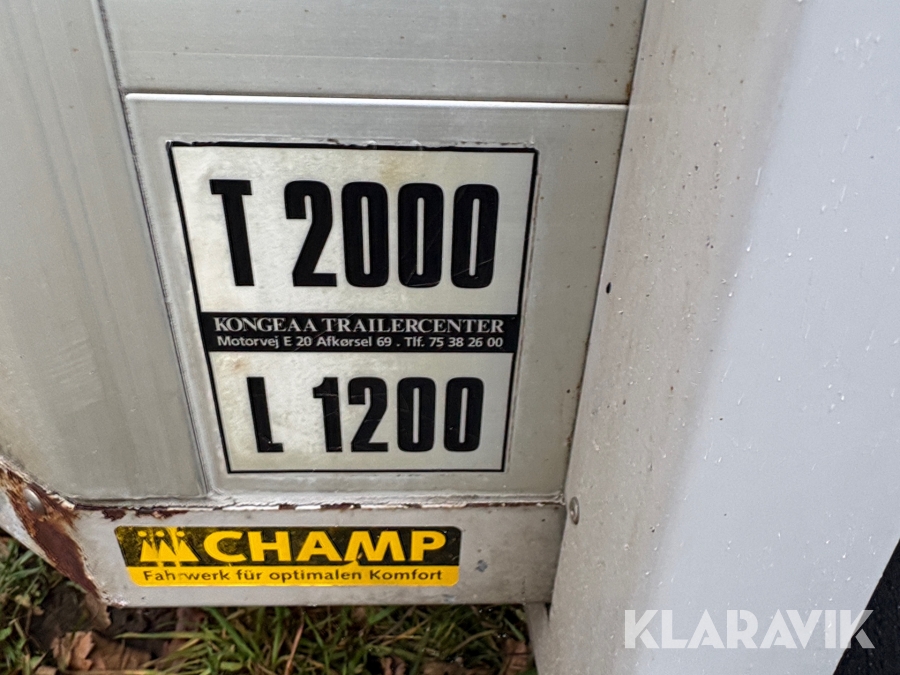 T 2000
KONGEAA TRAILERCENTER
Motorvej E 20 Afkørsel 69 . Tlf. 75 38 26 00
L 1200
CHAMP
Fahrwerk für optimalen Komfort
KLARAVIK